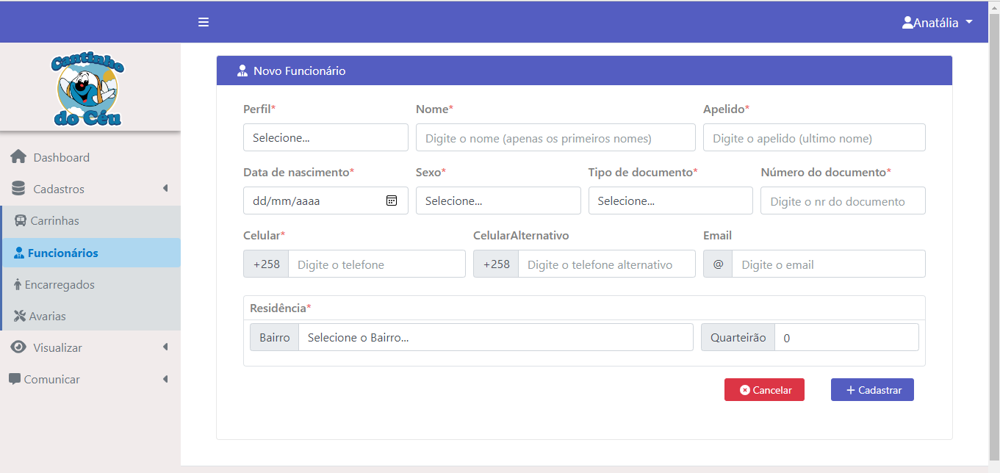 Anatália
Cantinho
do Céu
Novo Funcionário
Dashboard
Cadastros
Carrinhas
Funcionários
Encarregados
Avarias
Visualizar
Comunicar
Perfil* Nome* Apelido*
Selecione... Digite o nome (apenas os primeiros nomes) Digite o apelido (ultimo nome)
Data de nascimento* Sexo* Tipo de documento* Número do documento*
dd/mm/aaaa Selecione... Selecione... Digite o nr do documento
Celular* CelularAlternativo Email
+258 Digite o telefone +258 Digite o telefone alternativo @ Digite o email
Residência*
Bairro Selecione o Bairro... Quarteirão 0
Cancelar + Cadastrar